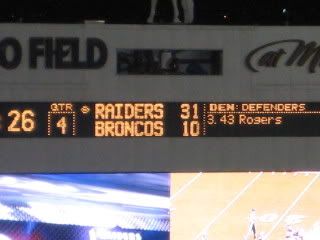 O FIELD
at M
26
QTR
4
RAIDERS 31
BRONCOS 10
DEN: DEFENDERS
3. 43 Rogers